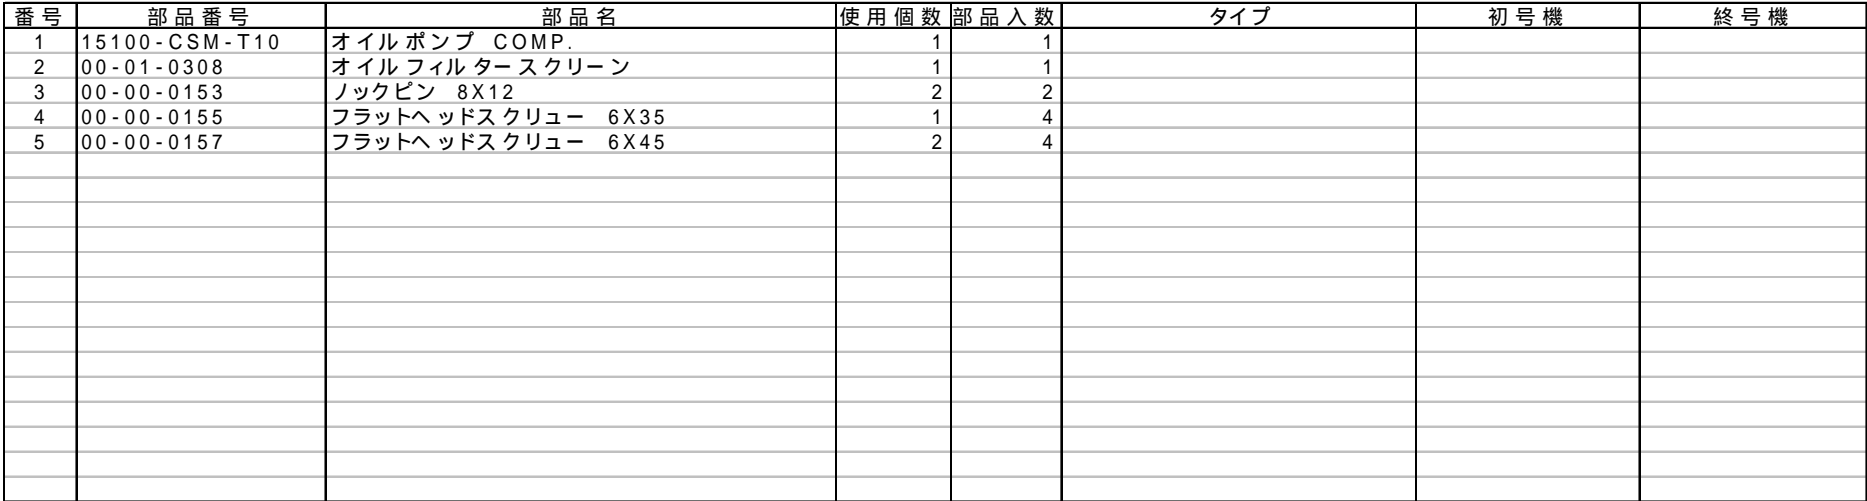 番号 部品番号 部品名 使用個数 部品入数 タイプ 初号機 終号機
1 15100-CSM-T10 オイルポンプ COMP. 1 1
2 00-01-0308 オイルフィルタースクリーン 1 1
3 00-00-0153 ノックピン 8X12 2 2
4 00-00-0155 フラットヘッドスクリュー 6X35 1 4
5 00-00-0157 フラットヘッドスクリュー 6X45 2 4